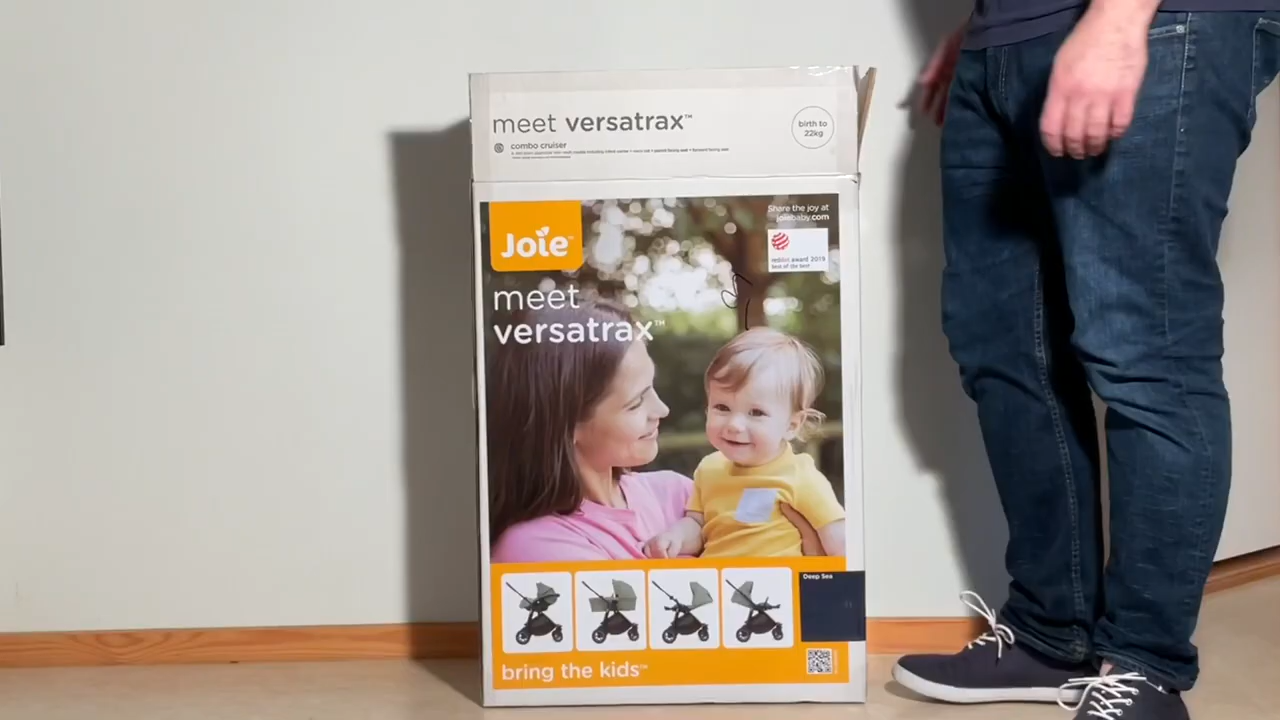 meet versatrax™
birth to
22kg
combo cruiser
Joie™
Share the joy at
joiebaby.com
reddot award 2019
best of the best
meet
versatrax™
Deep Sea
bring the kids™